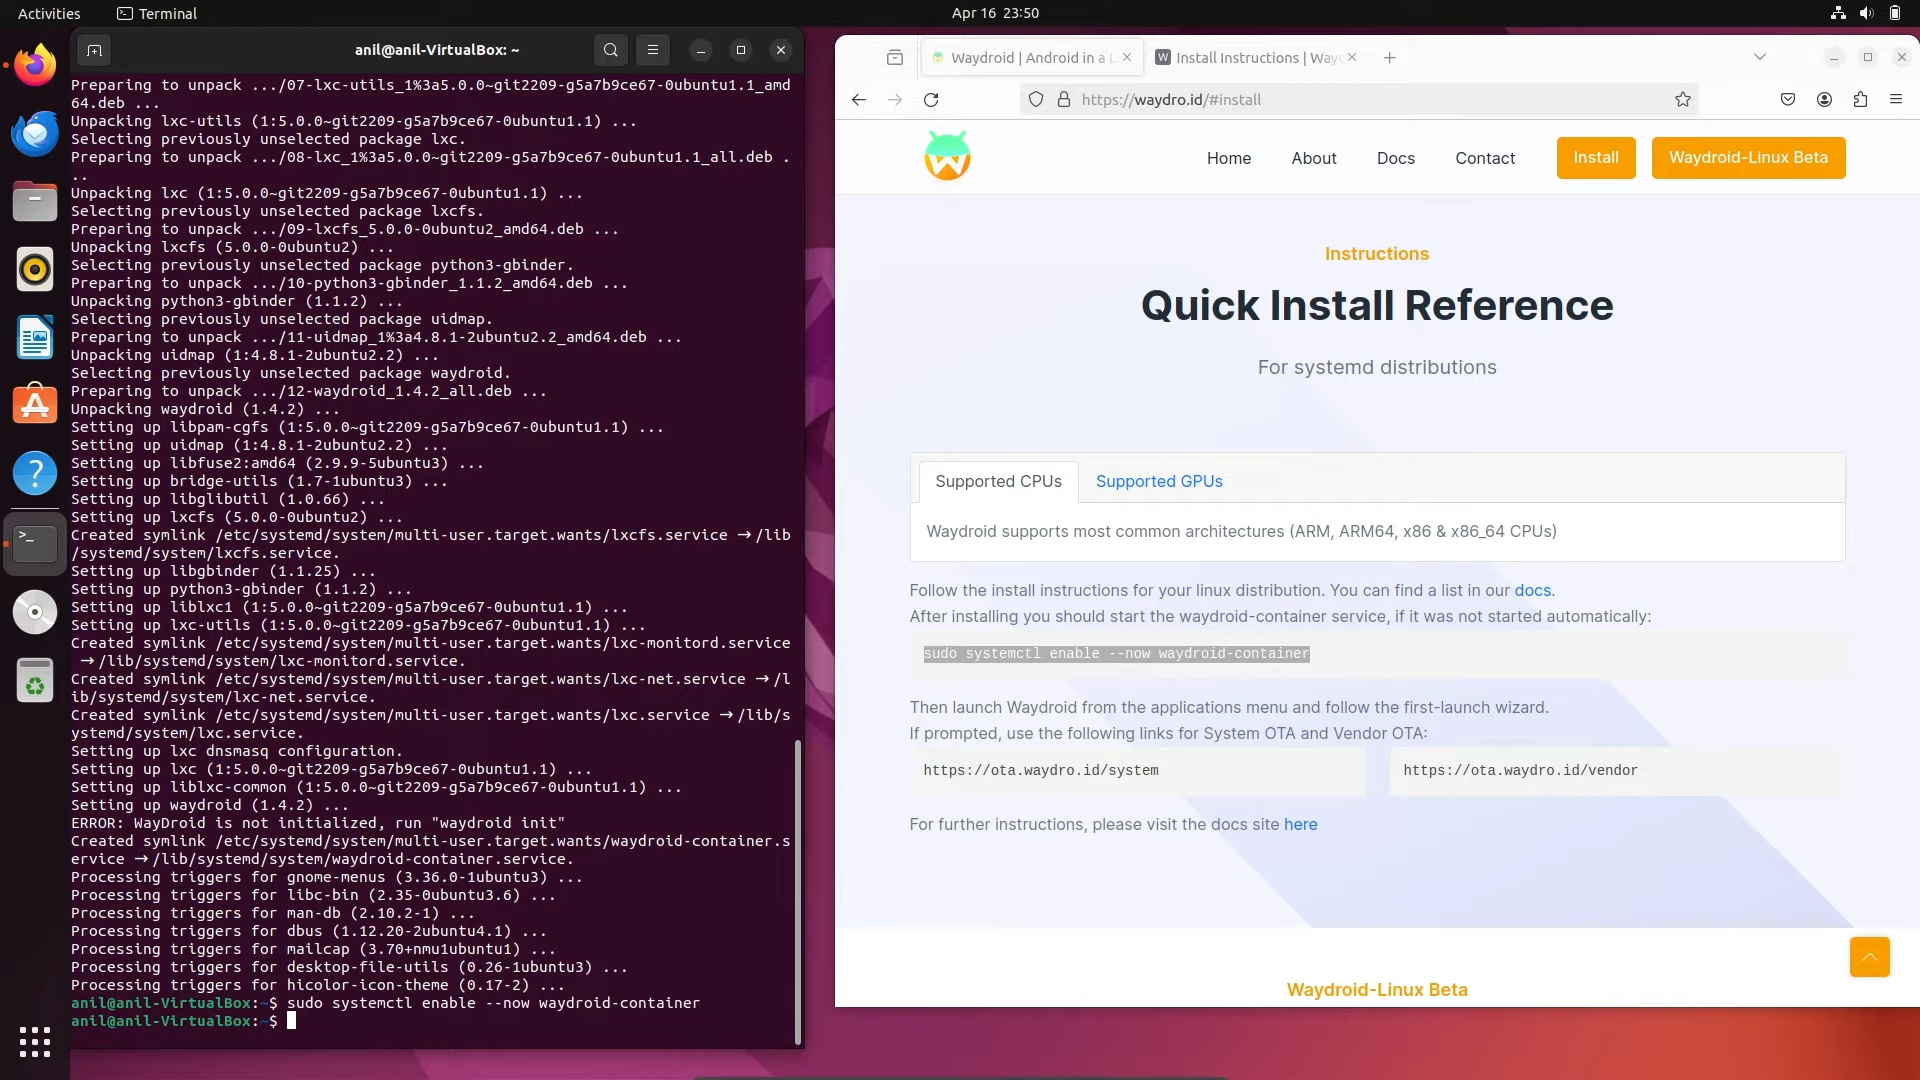 Activities
Terminal
Apr 16 23:50
anil@anil-VirtualBox: ~
Preparing to unpack .../07-lxc-utils_1%3a5.0.0~git2209-g5a7b9ce67-0ubuntu1.1_amd
64.deb ...
Unpacking lxc-utils (1:5.0.0~git2209-g5a7b9ce67-0ubuntu1.1) ...
Selecting previously unselected package lxc.
Preparing to unpack .../08-lxc_1%3a5.0.0~git2209-g5a7b9ce67-0ubuntu1.1_all.deb .
..
Unpacking lxc (1:5.0.0~git2209-g5a7b9ce67-0ubuntu1.1) ...
Selecting previously unselected package lxcfs.
Preparing to unpack .../09-lxcfs_5.0.0-0ubuntu2_amd64.deb ...
Unpacking lxcfs (5.0.0-0ubuntu2) ...
Selecting previously unselected package python3-gbinder.
Preparing to unpack .../10-python3-gbinder_1.1.2_amd64.deb ...
Unpacking python3-gbinder (1.1.2) ...
Selecting previously unselected package uidmap.
Preparing to unpack .../11-uidmap_1%3a4.8.1-2ubuntu2.2_amd64.deb ...
Unpacking uidmap (1:4.8.1-2ubuntu2.2) ...
Selecting previously unselected package waydroid.
Preparing to unpack .../12-waydroid_1.4.2_all.deb ...
Unpacking waydroid (1.4.2) ...
Setting up libpam-cgfs (1:5.0.0~git2209-g5a7b9ce67-0ubuntu1.1) ...
Setting up uidmap (1:4.8.1-2ubuntu2.2) ...
Setting up libfuse2:amd64 (2.9.9-5ubuntu3) ...
Setting up bridge-utils (1.7-1ubuntu3) ...
Setting up libglibutil (1.0.66) ...
Setting up lxcfs (5.0.0-0ubuntu2) ...
Created symlink /etc/systemd/system/multi-user.target.wants/lxcfs.service → /lib
/systemd/system/lxcfs.service.
Setting up libgbinder (1.1.25) ...
Setting up python3-gbinder (1.1.2) ...
Setting up liblxc1 (1:5.0.0~git2209-g5a7b9ce67-0ubuntu1.1) ...
Setting up lxc-utils (1:5.0.0~git2209-g5a7b9ce67-0ubuntu1.1) ...
Created symlink /etc/systemd/system/multi-user.target.wants/lxc-monitord.service
→ /lib/systemd/system/lxc-monitord.service.
Created symlink /etc/systemd/system/multi-user.target.wants/lxc-net.service → /l
ib/systemd/system/lxc-net.service.
Created symlink /etc/systemd/system/multi-user.target.wants/lxc.service → /lib/s
ystemd/system/lxc.service.
Setting up lxc dnsmasq configuration.
Setting up lxc (1:5.0.0~git2209-g5a7b9ce67-0ubuntu1.1) ...
Setting up liblxc-common (1:5.0.0~git2209-g5a7b9ce67-0ubuntu1.1) ...
Setting up waydroid (1.4.2) ...
ERROR: WayDroid is not initialized, run "waydroid init"
Created symlink /etc/systemd/system/multi-user.target.wants/waydroid-container.s
ervice → /lib/systemd/system/waydroid-container.service.
Processing triggers for gnome-menus (3.36.0-1ubuntu3) ...
Processing triggers for libc-bin (2.35-0ubuntu3.6) ...
Processing triggers for man-db (2.10.2-1) ...
Processing triggers for dbus (1.12.20-2ubuntu4.1) ...
Processing triggers for mailcap (3.70+nmu1ubuntu1) ...
Processing triggers for desktop-file-utils (0.26-1ubuntu3) ...
Processing triggers for hicolor-icon-theme (0.17-2) ...
anil@anil-VirtualBox:~$ sudo systemctl enable --now waydroid-container
anil@anil-VirtualBox:~$
Waydroid | Android in a L
W Install Instructions | Way
https://waydro.id/#install
Home About Docs Contact Install Waydroid-Linux Beta
Instructions
Quick Install Reference
For systemd distributions
Supported CPUs Supported GPUs
Waydroid supports most common architectures (ARM, ARM64, x86 & x86_64 CPUs)
Follow the install instructions for your linux distribution. You can find a list in our docs.
After installing you should start the waydroid-container service, if it was not started automatically:
sudo systemctl enable --now waydroid-container
Then launch Waydroid from the applications menu and follow the first-launch wizard.
If prompted, use the following links for System OTA and Vendor OTA:
https://ota.waydro.id/system https://ota.waydro.id/vendor
For further instructions, please visit the docs site here
Waydroid-Linux Beta